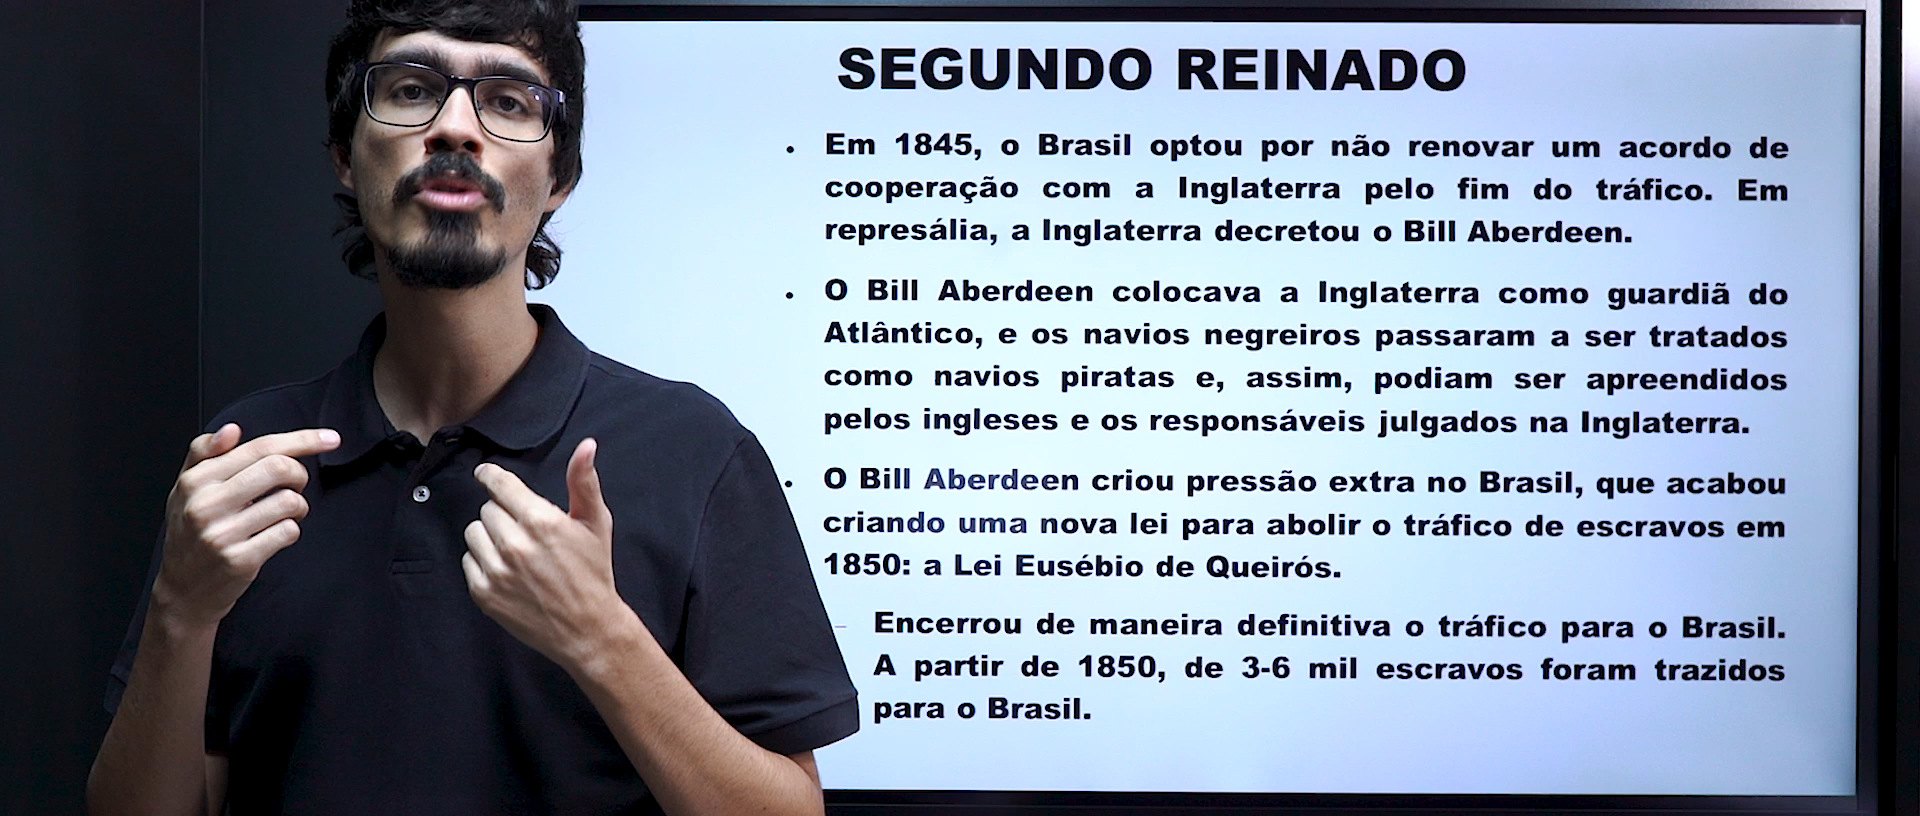 SEGUNDO REINADO
• Em 1845, o Brasil optou por não renovar um acordo de
cooperação com a Inglaterra pelo fim do tráfico. Em
represália, a Inglaterra decretou o Bill Aberdeen.
• O Bill Aberdeen colocava a Inglaterra como guardiã do
Atlântico, e os navios negreiros passaram a ser tratados
como navios piratas e, assim, podiam ser apreendidos
pelos ingleses e os responsáveis julgados na Inglaterra.
• O Bill Aberdeen criou pressão extra no Brasil, que acabou
criando uma nova lei para abolir o tráfico de escravos em
1850: a Lei Eusébio de Queirós.
– Encerrou de maneira definitiva o tráfico para o Brasil.
A partir de 1850, de 3-6 mil escravos foram trazidos
para o Brasil.